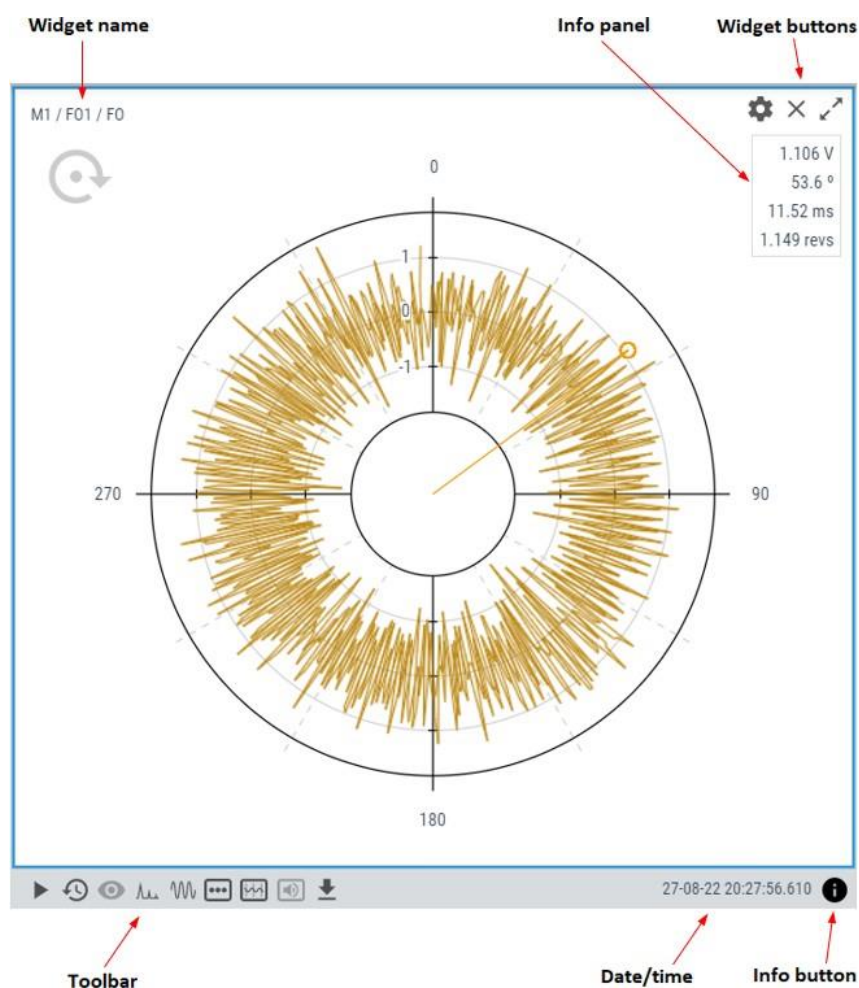 Widget name
Info panel
Widget buttons
M1 / F01 / F0
1.106 V
53.6 º
11.52 ms
1.149 revs
0
1
0
-1
270
90
180
27-08-22 20:27:56.610
Toolbar
Date/time
Info button